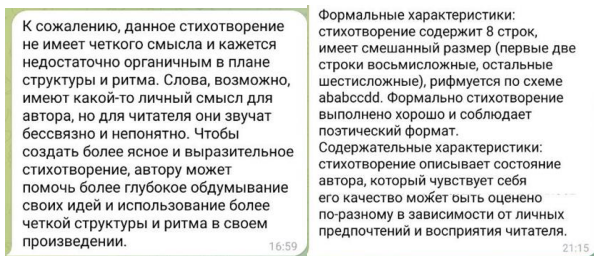 К сожалению, данное стихотворение
не имеет четкого смысла и кажется
недостаточно органичным в плане
структуры и ритма. Слова, возможно,
имеют какой-то личный смысл для
автора, но для читателя они звучат
бессвязно и непонятно. Чтобы
создать более ясное и выразительное
стихотворение, автору может
помочь более глубокое обдумывание
своих идей и использование более
четкой структуры и ритма в своем
произведении.
16:59
Формальные характеристики:
стихотворение содержит 8 строк,
имеет смешанный размер (первые две
строки восьмисложные, остальные
шестисложные), рифмуется по схеме
ababccdd. Формально стихотворение
выполнено хорошо и соблюдает
поэтический формат.
Содержательные характеристики:
стихотворение описывает состояние
автора, который чувствует себя
его качество может быть оценено
по-разному в зависимости от личных
предпочтений и восприятия читателя.
21:15